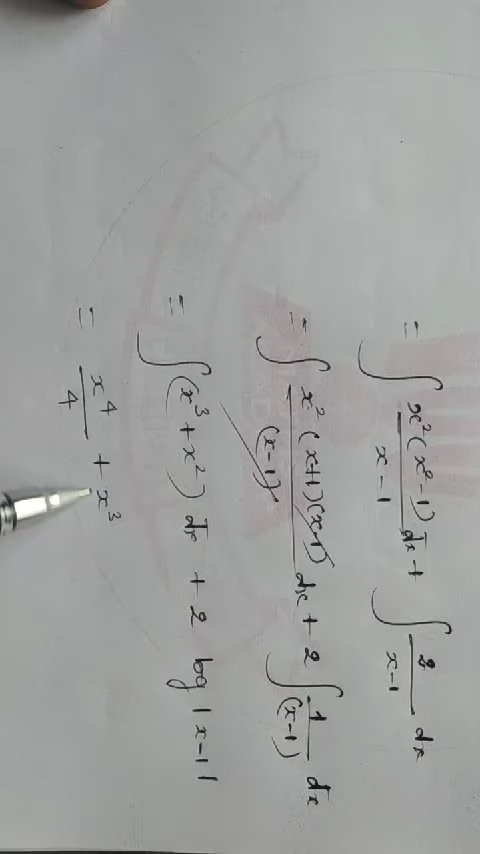 = ∫ x²(x²-1)/x-1 dx + ∫ 2/x-1 dx
= ∫ x²(x+1)(x-1)/(x-1) dx + 2 ∫ 1/(x-1) dx
= ∫ (x³+x²) dx + 2 log |x-1|
= x⁴/4 + x³